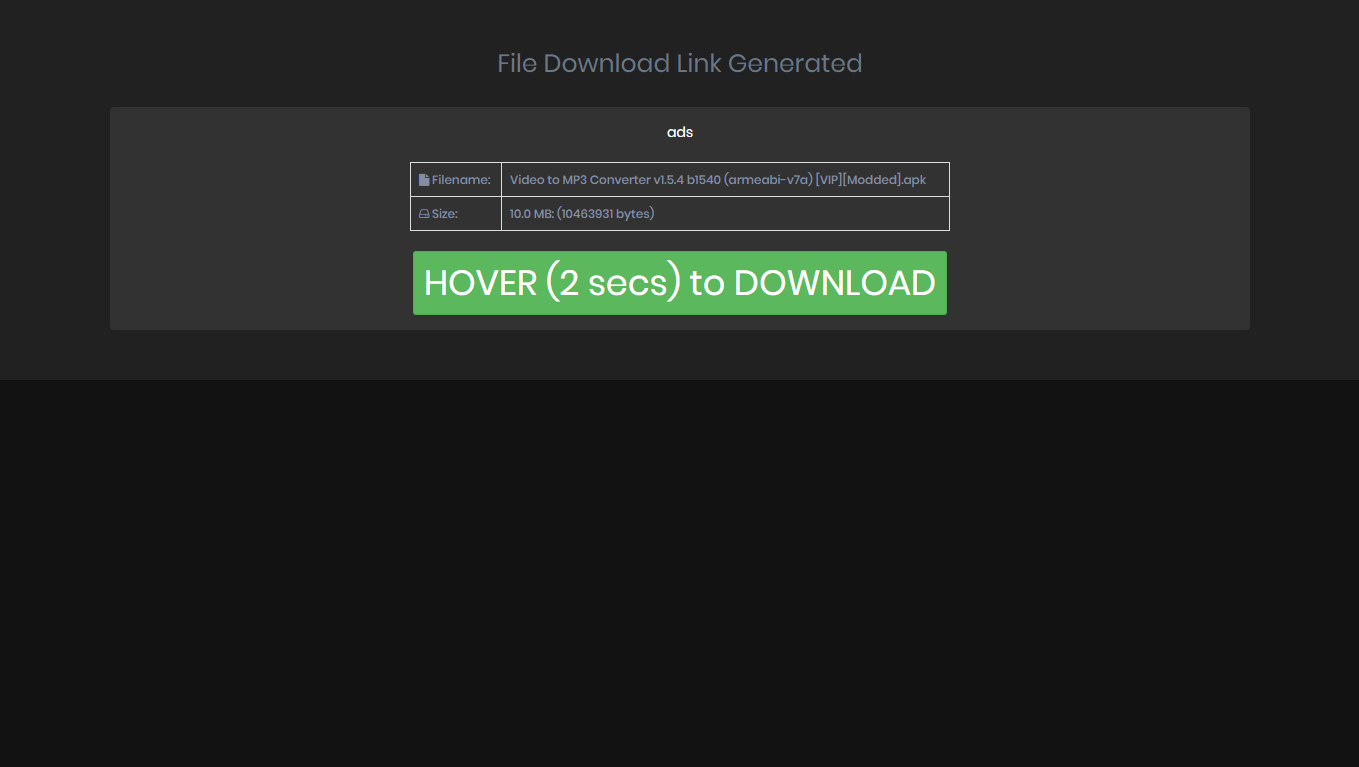 File Download Link Generated
ads
Filename: Video to MP3 Converter v1.5.4 b1540 (armeabi-v7a) [VIP][Modded].apk
Size: 10.0 MB: (10463931 bytes)
HOVER (2 secs) to DOWNLOAD